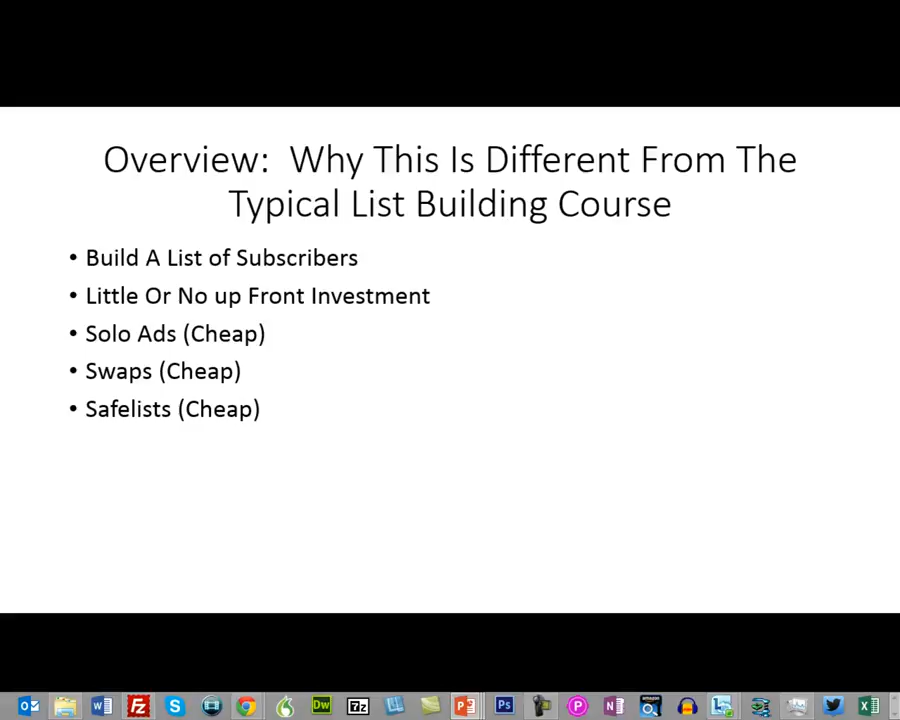 Overview:  Why This Is Different From The
Typical List Building Course
• Build A List of Subscribers
• Little Or No up Front Investment
• Solo Ads (Cheap)
• Swaps (Cheap)
• Safelists (Cheap)